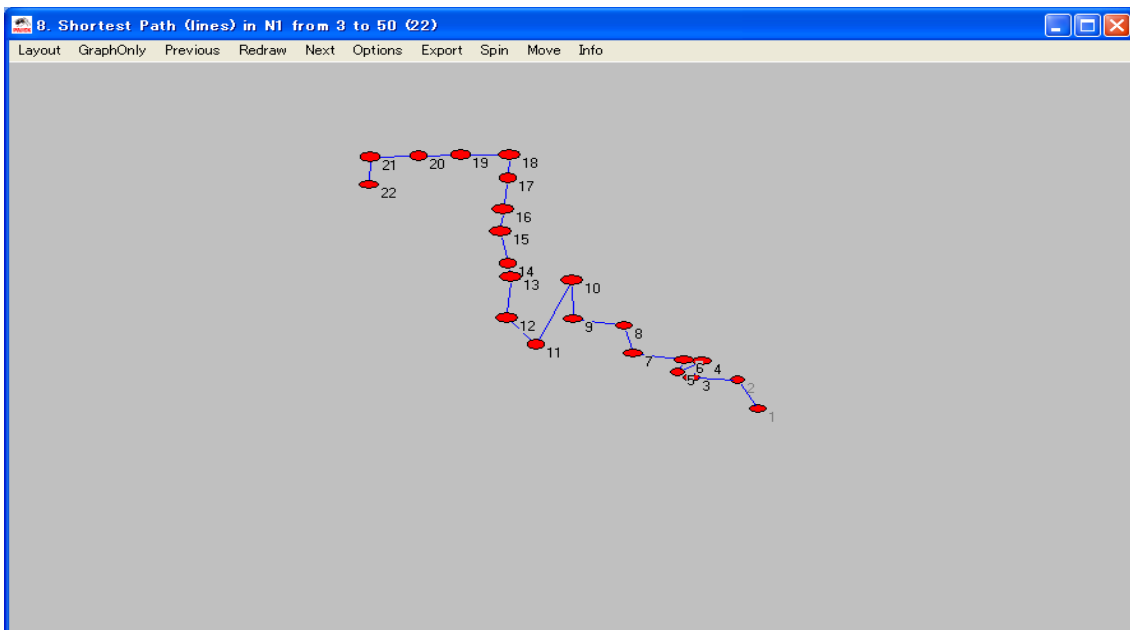 8. Shortest Path (lines) in N1 from 3 to 50 (22)
Layout GraphOnly Previous Redraw Next Options Export Spin Move Info
21 20 19 18
22 17
16
15
14
13 10
12 9 8
11 7 6 4
5 3 2
1